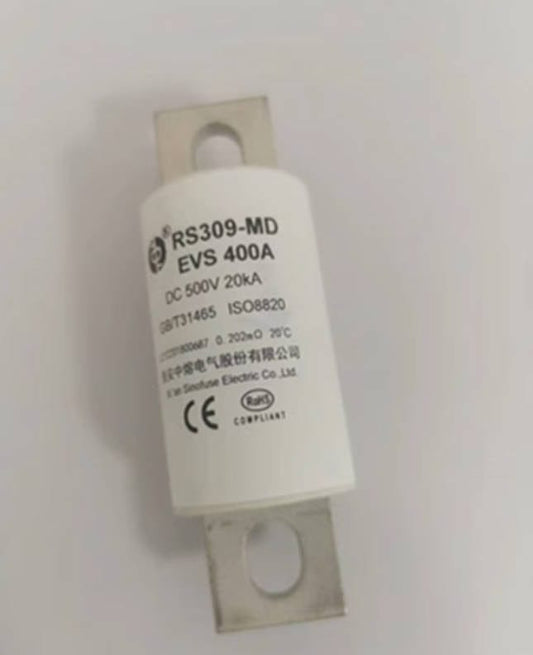 ® RS309-MD
EVS 400A
DC 500V 20kA
GB/T31465 ISO8820
0.202mΩ 20℃
西安中熔电气股份有限公司
Xi'an Sinofuse Electric Co.,Ltd.
CE RoHS
COMPLIANT